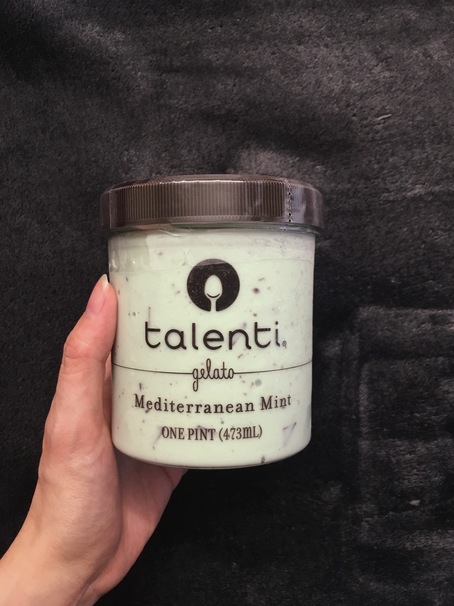 talenti
gelato
Mediterranean Mint
ONE PINT (473mL)